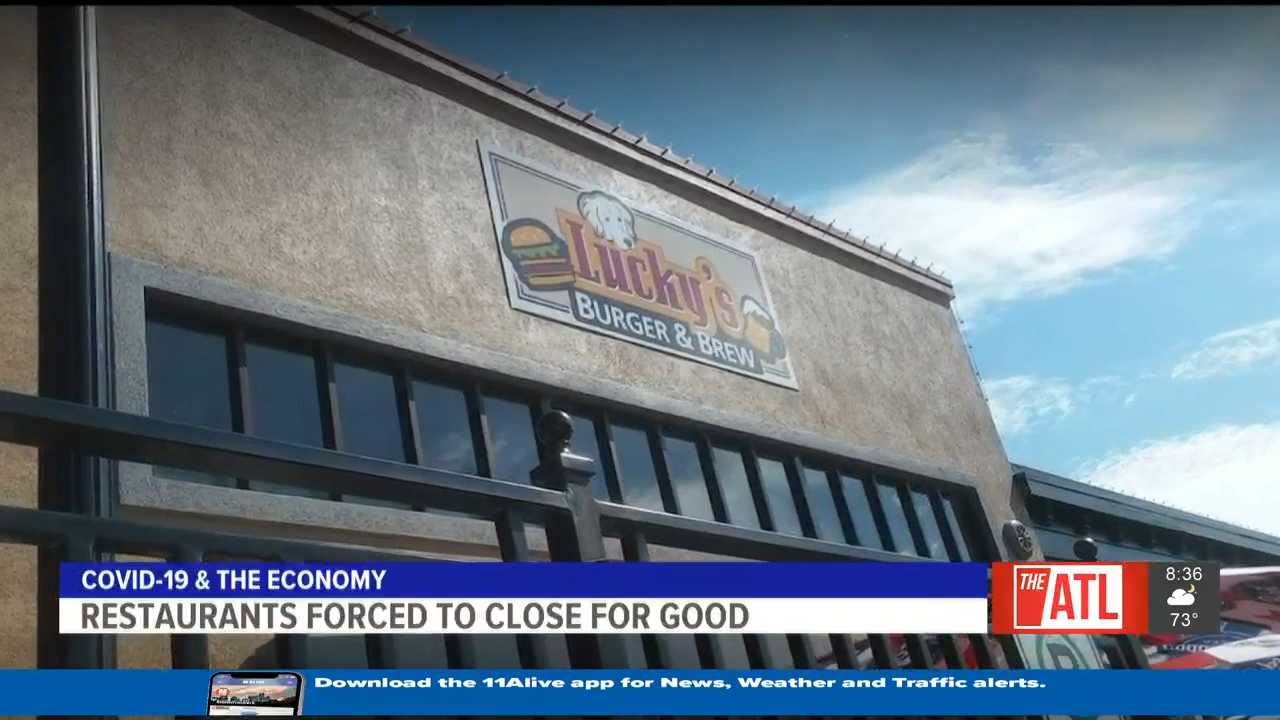 Lucky's
BURGER & BREW
COVID-19 & THE ECONOMY
RESTAURANTS FORCED TO CLOSE FOR GOOD
THE
ATL
8:36
73°
Download the 11Alive app for News, Weather and Traffic alerts.